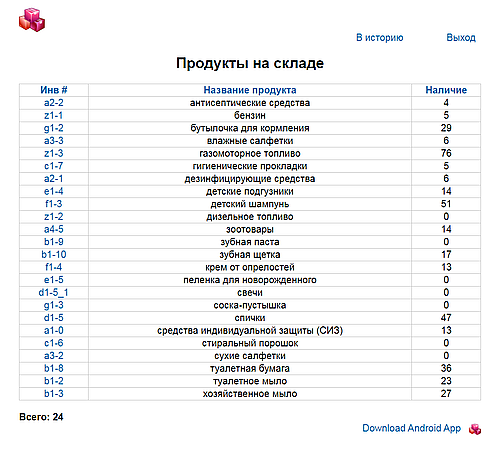 В историю Выход
Продукты на складе
Инв # Название продукта Наличие
a2-2 антисептические средства 4
z1-1 бензин 5
g1-2 бутылочка для кормления 29
a3-3 влажные салфетки 6
z1-3 газомоторное топливо 76
c1-7 гигиенические прокладки 5
a2-1 дезинфицирующие средства 6
e1-4 детские подгузники 14
f1-3 детский шампунь 51
z1-2 дизельное топливо 0
a4-5 зоотовары 14
b1-9 зубная паста 0
b1-10 зубная щетка 17
f1-4 крем от опрелостей 13
e1-5 пеленка для новорожденного 0
d1-5_1 свечи 0
g1-3 соска-пустышка 0
d1-5 спички 47
a1-0 средства индивидуальной защиты (СИЗ) 13
c1-6 стиральный порошок 0
a3-2 сухие салфетки 0
b1-8 туалетная бумага 36
b1-2 туалетное мыло 23
b1-3 хозяйственное мыло 27
Всего: 24
Download Android App